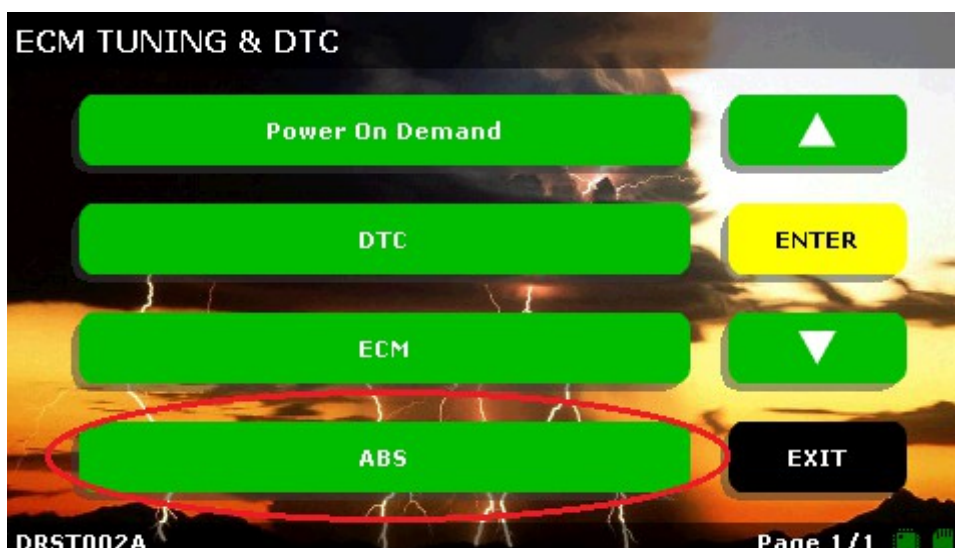 ECM TUNING & DTC
Power On Demand
DTC
ENTER
ECM
ABS
EXIT
DRST002A
Page 1/1